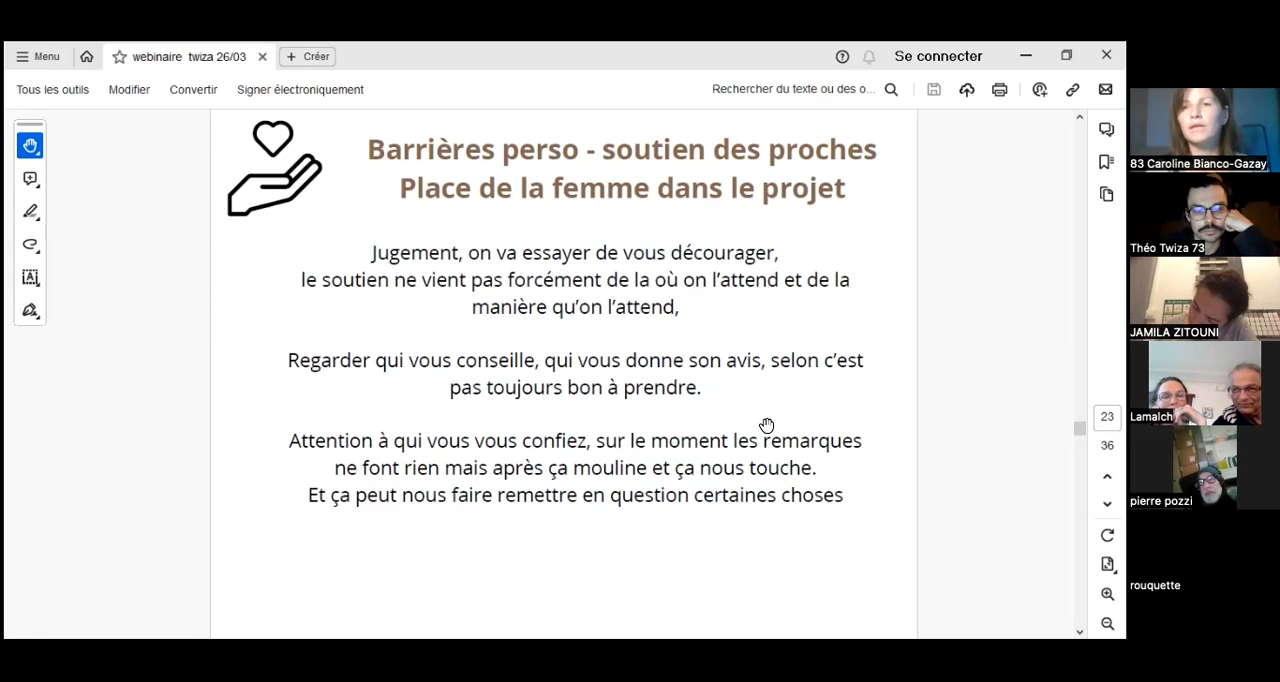 Menu
webinaire twiza 26/03
+ Créer
Se connecter
Tous les outils
Modifier
Convertir
Signer électroniquement
Rechercher du texte ou des o...
Barrières perso - soutien des proches
Place de la femme dans le projet
Jugement, on va essayer de vous décourager,
le soutien ne vient pas forcément de la où on l'attend et de la
manière qu'on l'attend,
Regarder qui vous conseille, qui vous donne son avis, selon c'est
pas toujours bon à prendre.
Attention à qui vous vous confiez, sur le moment les remarques
ne font rien mais après ça mouline et ça nous touche.
Et ça peut nous faire remettre en question certaines choses
23
36
83 Caroline Bianco-Gazay
Théo Twiza 73
JAMILA ZITOUNI
Lamalch
pierre pozzi
rouquette